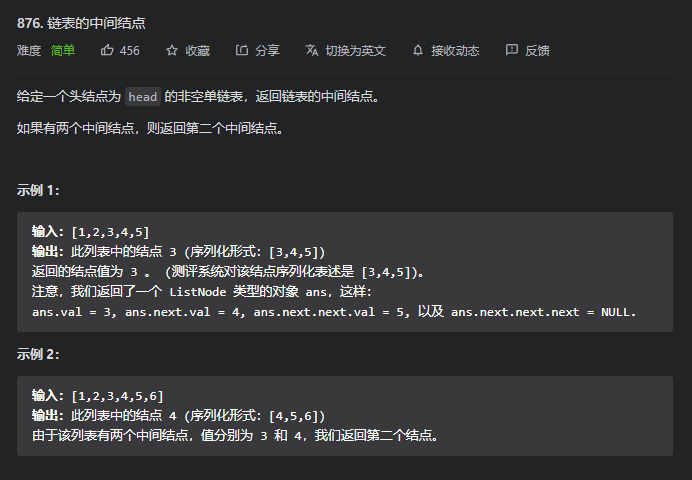 876. 链表的中间结点
难度 简单 456 收藏 分享 切换为英文 接收动态 反馈
给定一个头结点为 head 的非空单链表，返回链表的中间结点。
如果有两个中间结点，则返回第二个中间结点。
示例 1：
输入：[1,2,3,4,5]
输出：此列表中的结点 3 (序列化形式：[3,4,5])
返回的结点值为 3 。 (测评系统对该结点序列化表述是 [3,4,5])。
注意，我们返回了一个 ListNode 类型的对象 ans，这样：
ans.val = 3, ans.next.val = 4, ans.next.next.val = 5, 以及 ans.next.next.next = NULL.
示例 2：
输入：[1,2,3,4,5,6]
输出：此列表中的结点 4 (序列化形式：[4,5,6])
由于该列表有两个中间结点，值分别为 3 和 4，我们返回第二个结点。